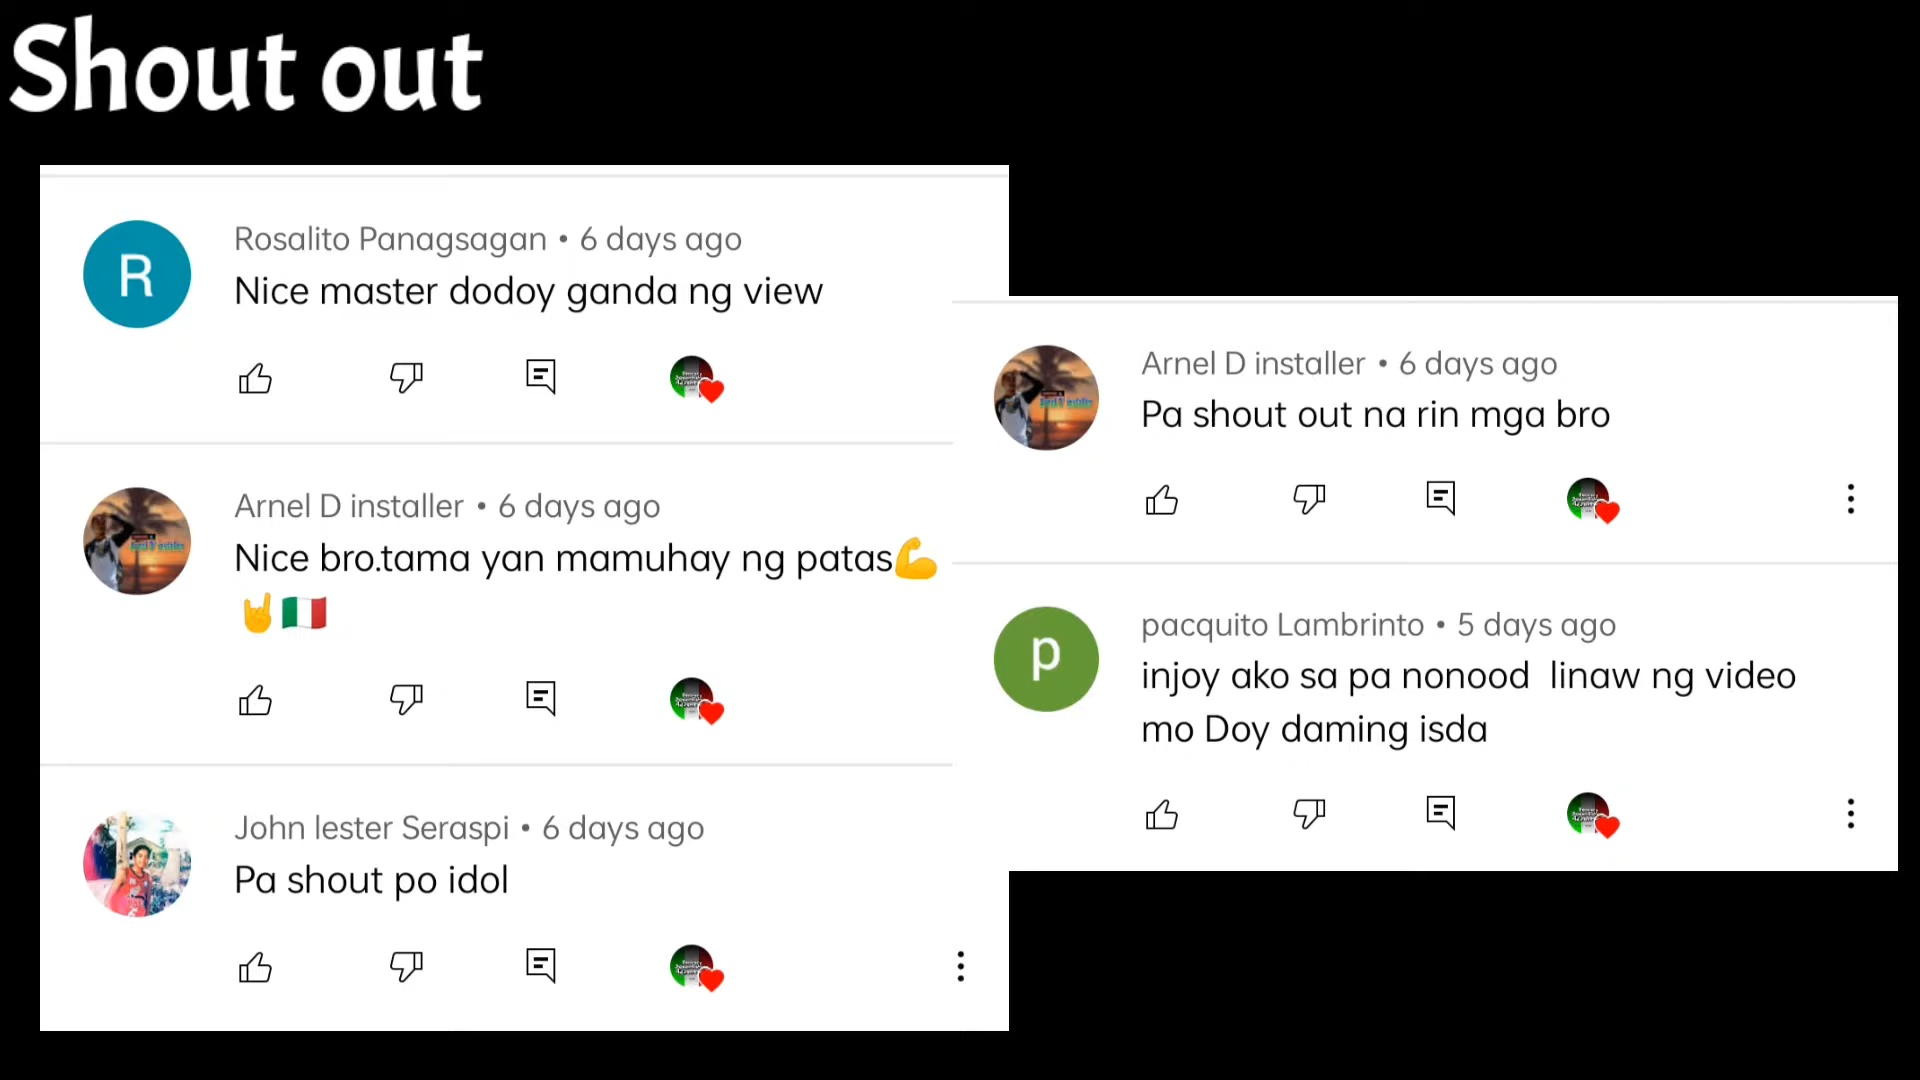 Shout out
Rosalito Panagsagan • 6 days ago
Nice master dodoy ganda ng view
Arnel D installer • 6 days ago
Nice bro.tama yan mamuhay ng patas💪
🤘🇮🇹
John lester Seraspi • 6 days ago
Pa shout po idol
Arnel D installer • 6 days ago
Pa shout out na rin mga bro
pacquito Lambrinto • 5 days ago
injoy ako sa pa nonood  linaw ng video
mo Doy daming isda
R
p